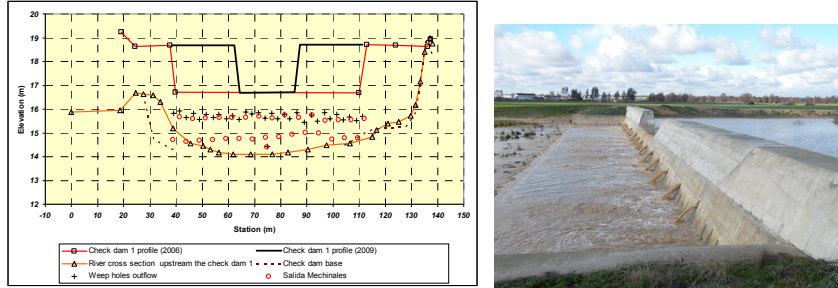 20
19
18
17
16
15
14
13
12
Elevation (m)
-10 0 10 20 30 40 50 60 70 80 90 100 110 120 130 140 150
Station (m)
Check dam 1 profile (2006)
Check dam 1 profile (2009)
River cross section upstream the check dam 1
Check dam base
Weep holes outflow
Salida Mechinales